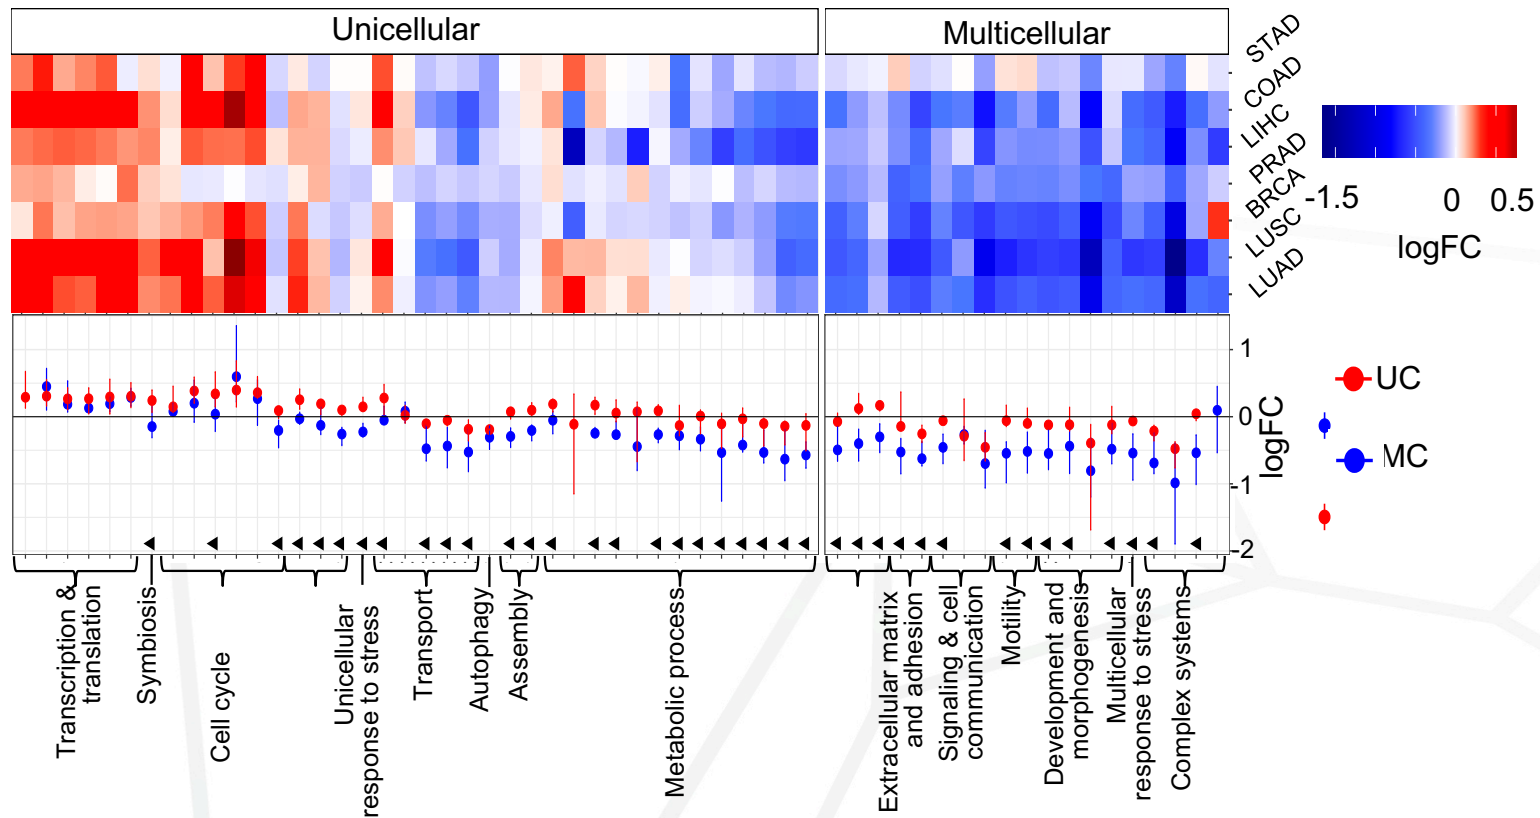 Unicellular
Multicellular
STAD
COAD
LIHC
PRAD
BRCA
LUSC
LUAD
-1.5
0
0.5
logFC
1
0
-1
-2
logFC
UC
MC
Transcription &
translation
Symbiosis
Cell cycle
Unicellular
response to stress
Transport
Autophagy
Assembly
Metabolic process
Extracellular matrix
and adhesion
Signaling & cell
communication
Motility
Development and
morphogenesis
Multicellular
response to stress
Complex systems